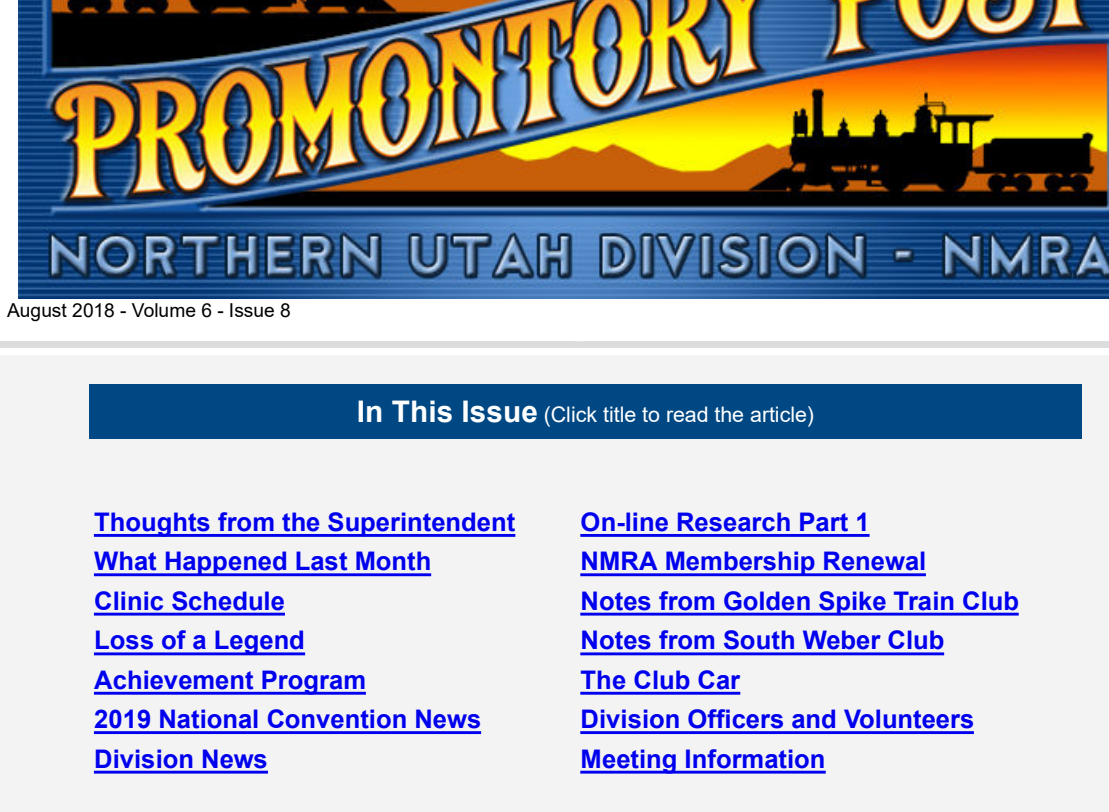 PROMONTORY POST
NORTHERN UTAH DIVISION - NMRA
August 2018 - Volume 6 - Issue 8
In This Issue (Click title to read the article)
Thoughts from the Superintendent
What Happened Last Month
Clinic Schedule
Loss of a Legend
Achievement Program
2019 National Convention News
Division News
On-line Research Part 1
NMRA Membership Renewal
Notes from Golden Spike Train Club
Notes from South Weber Club
The Club Car
Division Officers and Volunteers
Meeting Information